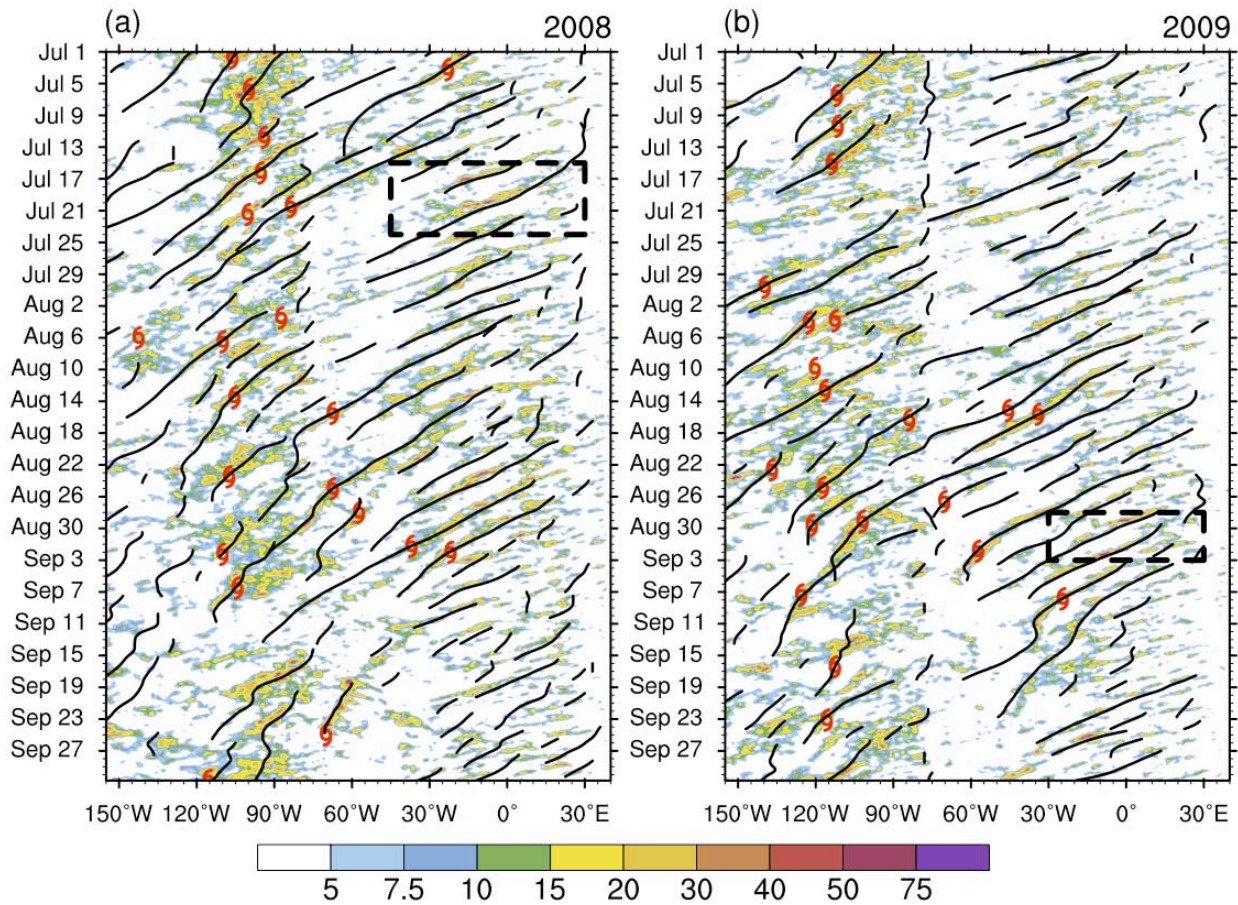 (a) 2008
(b) 2009
Jul 1
Jul 5
Jul 9
Jul 13
Jul 17
Jul 21
Jul 25
Jul 29
Aug 2
Aug 6
Aug 10
Aug 14
Aug 18
Aug 22
Aug 26
Aug 30
Sep 3
Sep 7
Sep 11
Sep 15
Sep 19
Sep 23
Sep 27
150°W 120°W 90°W 60°W 30°W 0° 30°E
Jul 1
Jul 5
Jul 9
Jul 13
Jul 17
Jul 21
Jul 25
Jul 29
Aug 2
Aug 6
Aug 10
Aug 14
Aug 18
Aug 22
Aug 26
Aug 30
Sep 3
Sep 7
Sep 11
Sep 15
Sep 19
Sep 23
Sep 27
150°W 120°W 90°W 60°W 30°W 0° 30°E
5 7.5 10 15 20 30 40 50 75